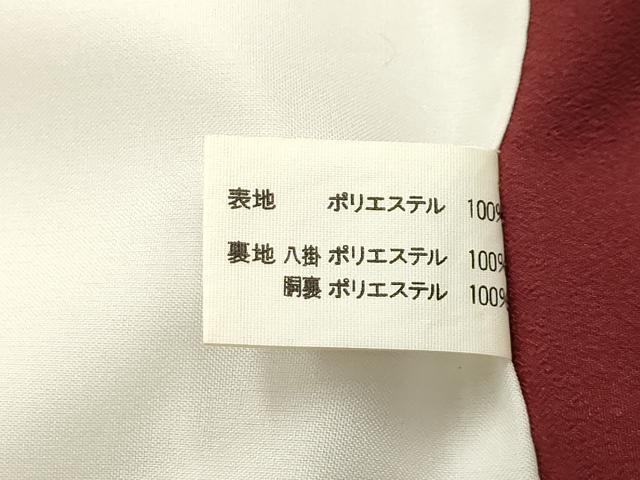 表地 ポリエステル 100%
裏地 八掛 ポリエステル 100%
胴裏 ポリエステル 100%